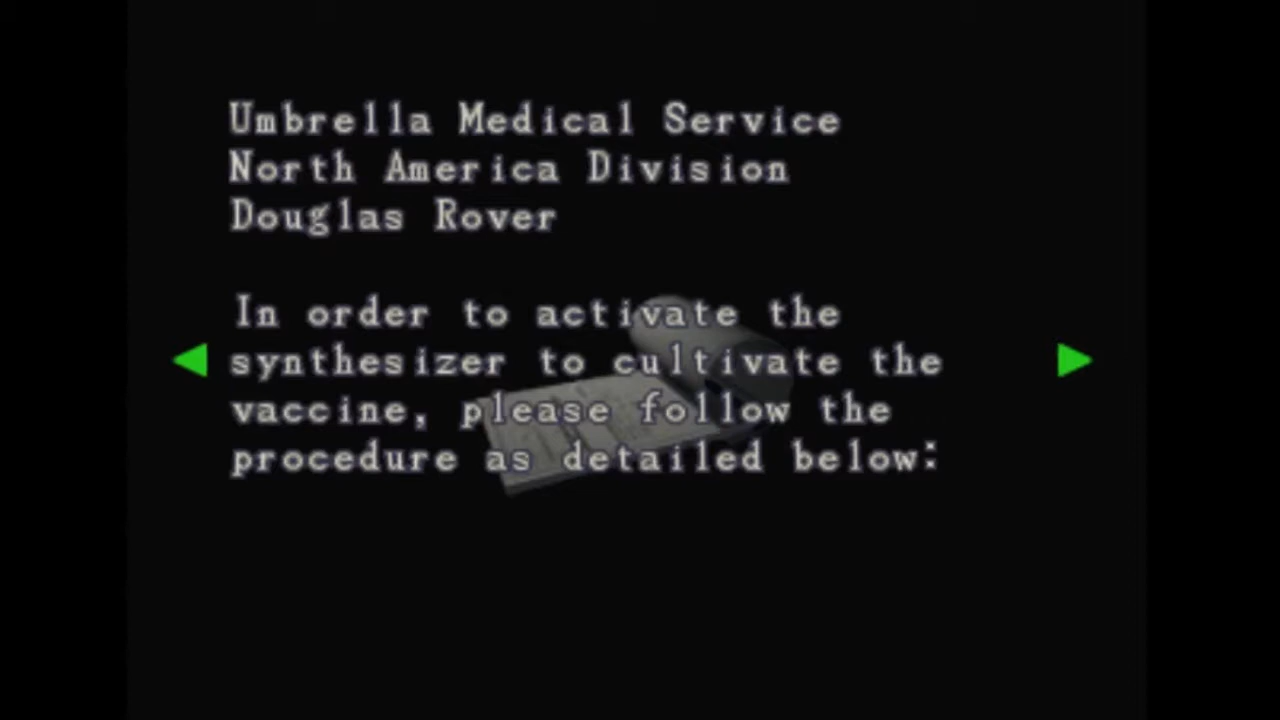 Umbrella Medical Service
North America Division
Douglas Rover
In order to activate the
synthesizer to cultivate the
vaccine, please follow the
procedure as detailed below: